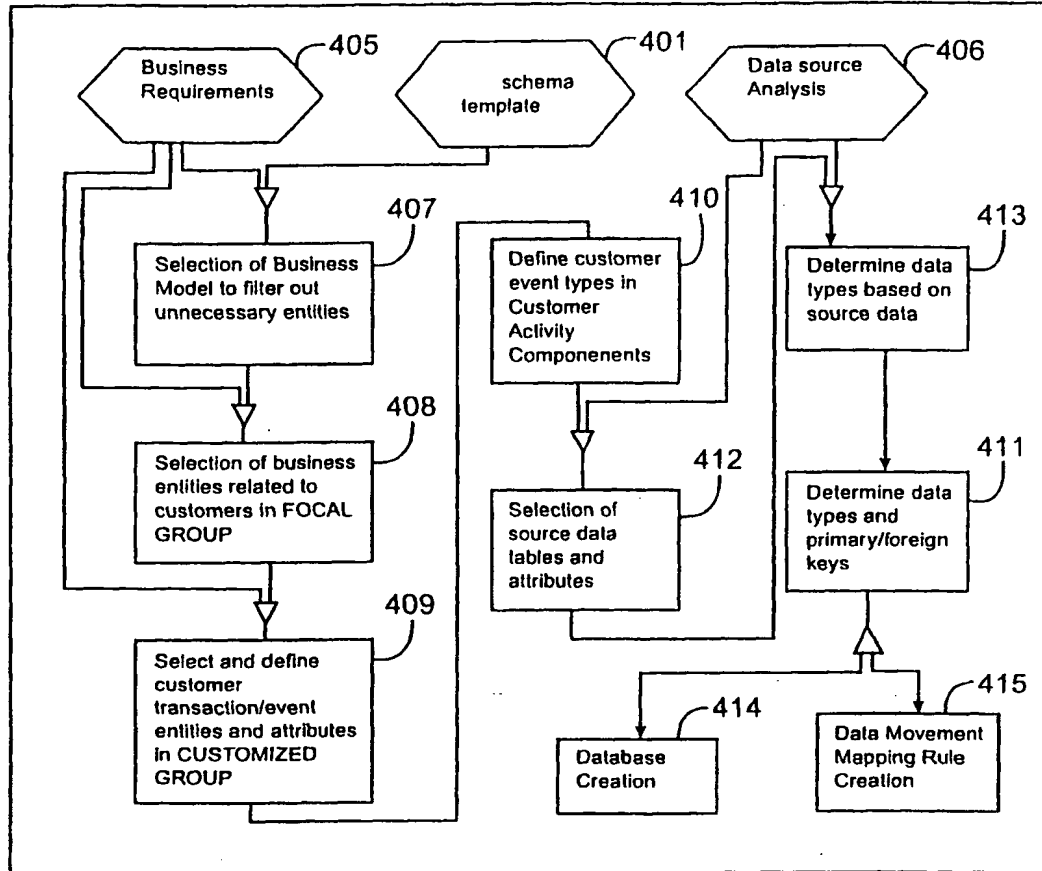 405
Business
Requirements
401
schema
template
406
Data source
Analysis
407
Selection of Business
Model to filter out
unnecessary entities
410
Define customer
event types in
Customer
Activity
Componenents
413
Determine data
types based on
source data
408
Selection of business
entities related to
customers in FOCAL
GROUP
412
Selection of
source data
tables and
attributes
411
Determine data
types and
primary/foreign
keys
409
Select and define
customer
transaction/event
entities and attributes
in CUSTOMIZED
GROUP
414
Database
Creation
415
Data Movement
Mapping Rule
Creation